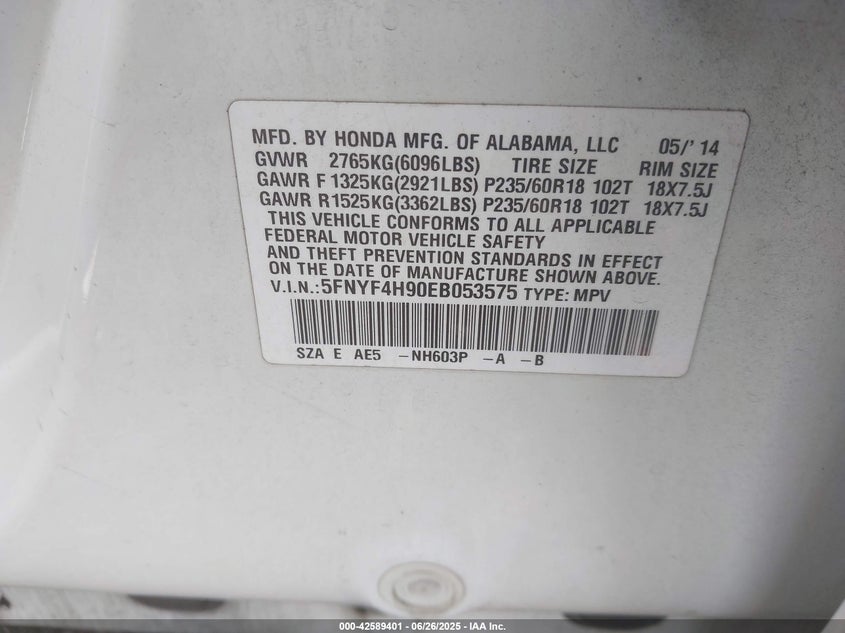 MFD. BY HONDA MFG. OF ALABAMA, LLC 05/' 14
GVWR 2765KG(6096LBS) TIRE SIZE RIM SIZE
GAWR F 1325KG(2921LBS) P235/60R18 102T 18X7.5J
GAWR R1525KG(3362LBS) P235/60R18 102T 18X7.5J
THIS VEHICLE CONFORMS TO ALL APPLICABLE
FEDERAL MOTOR VEHICLE SAFETY
AND THEFT PREVENTION STANDARDS IN EFFECT
ON THE DATE OF MANUFACTURE SHOWN ABOVE.
V.I.N.:5FNYF4H90EB053575 TYPE: MPV
SZA E AE5 -NH603P -A -B
000-42589401 - 06/26/2025 - IAA Inc.